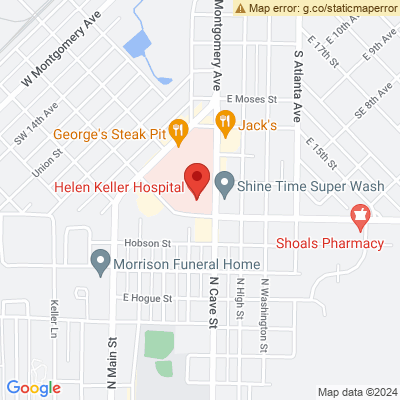 Map error: g.co/staticmaperror
W Montgomery Ave
Montgomery Ave
S Atlanta Ave
E 17th St
E 10th Ave
E 9th Ave
SE 8th Ave
SW 14th Ave
E Moses St
Jack's
George's Steak Pit
Union St
E 15th St
Helen Keller Hospital
Shine Time Super Wash
Shoals Pharmacy
Hobson St
Morrison Funeral Home
E Hogue St
Keller Ln
N Main St
N Cave St
N High St
N Washington St
Google
Map data ©2024